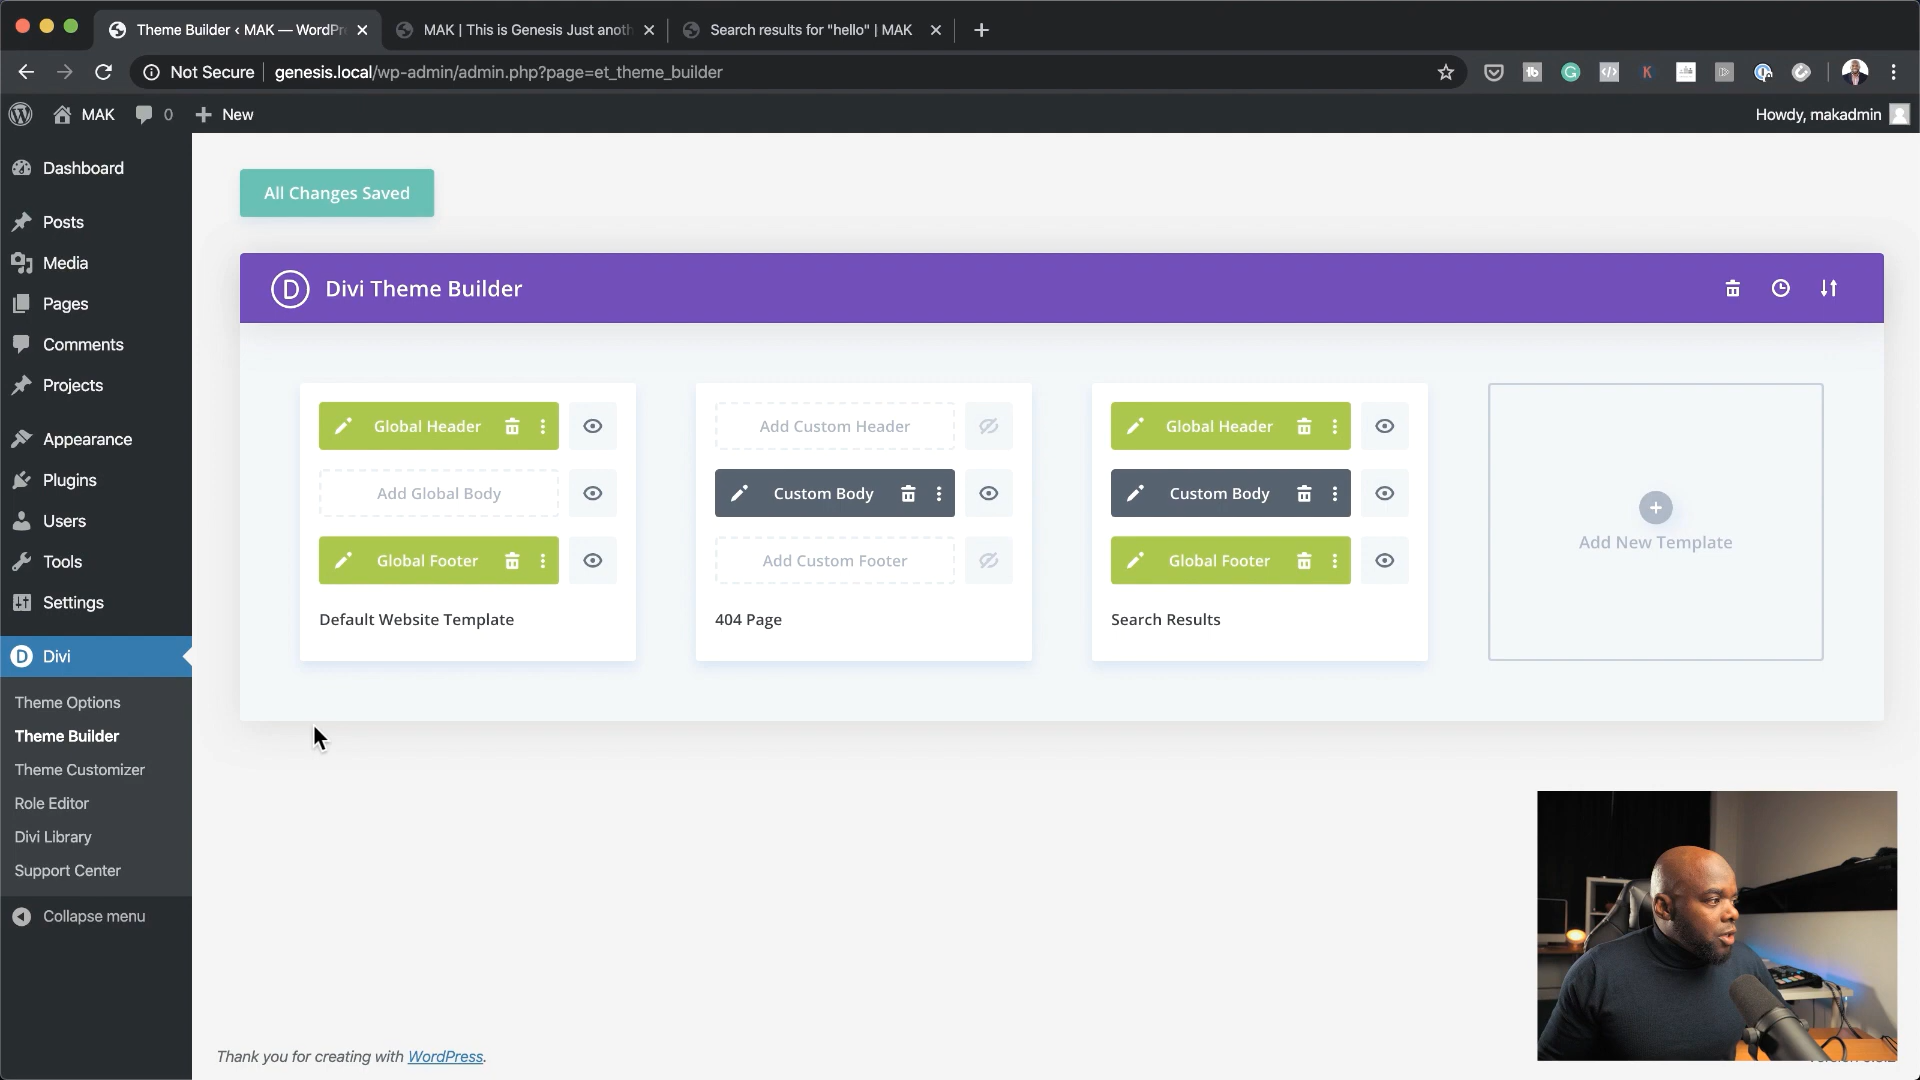 Theme Builder ‹ MAK — WordPr
MAK | This is Genesis Just anoth
Search results for "hello" | MAK
Not Secure
genesis.local/wp-admin/admin.php?page=et_theme_builder
MAK
0
New
Howdy, makadmin
Dashboard
Posts
Media
Pages
Comments
Projects
Appearance
Plugins
Users
Tools
Settings
Divi
Theme Options
Theme Builder
Theme Customizer
Role Editor
Divi Library
Support Center
Collapse menu
All Changes Saved
D
Divi Theme Builder
Global Header
Add Global Body
Global Footer
Default Website Template
Add Custom Header
Custom Body
Add Custom Footer
404 Page
Global Header
Custom Body
Global Footer
Search Results
Add New Template
Thank you for creating with WordPress.